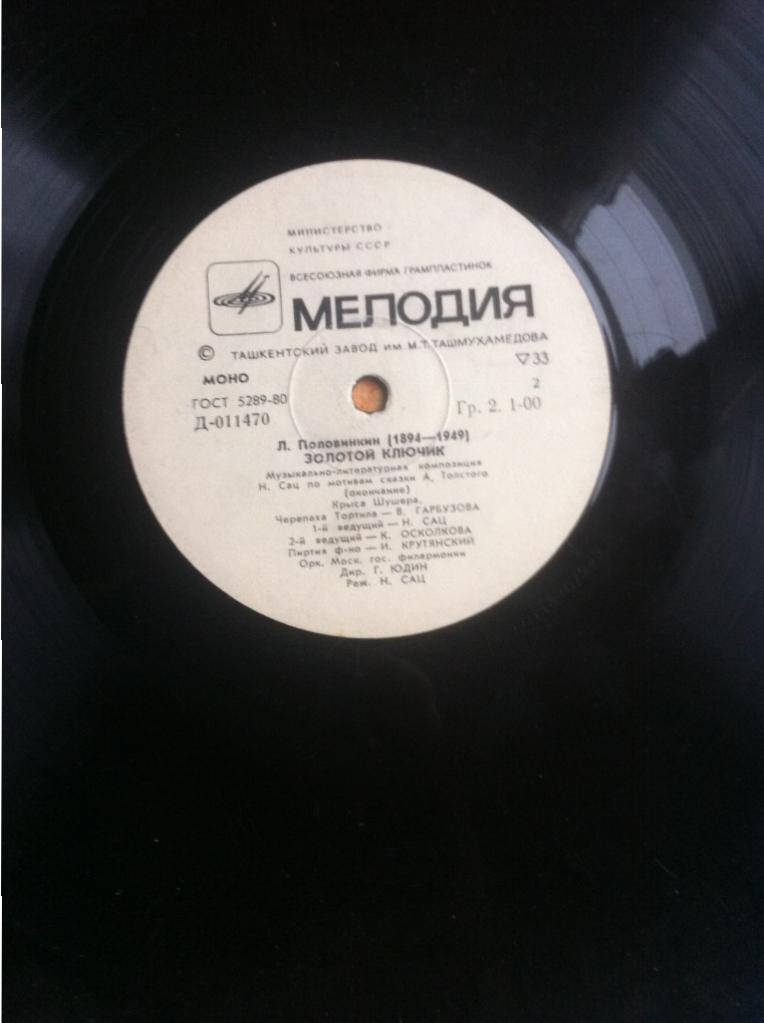 МИНИСТЕРСТВО
КУЛЬТУРЫ СССР
ВСЕСОЮЗНАЯ ФИРМА ГРАМПЛАСТИНОК
МЕЛОДИЯ
© ТАШКЕНТСКИЙ ЗАВОД ИМ. М.Т.ТАШМУХАМЕДОВА
МОНО ▽33
ГОСТ 5289-80 2
Д-011470 Гр. 2. 1-00
Л. Половинкин (1894—1949)
ЗОЛОТОЙ КЛЮЧИК
Музыкально-литературная композиция
Н. Сац по мотивам сказки А. Толстого
(окончание)
Крыса Шушера,
Черепаха Тортила — В. ГАРБУЗОВА
1-й ведущий — Н. САЦ
2-й ведущий — К. ОСКОЛКОВА
Пиртия ф-но — И. КРУТЯНСКИЙ
Орк. Моск. гос. филармонии
Дир. Г. ЮДИН
Реж. Н. САЦ